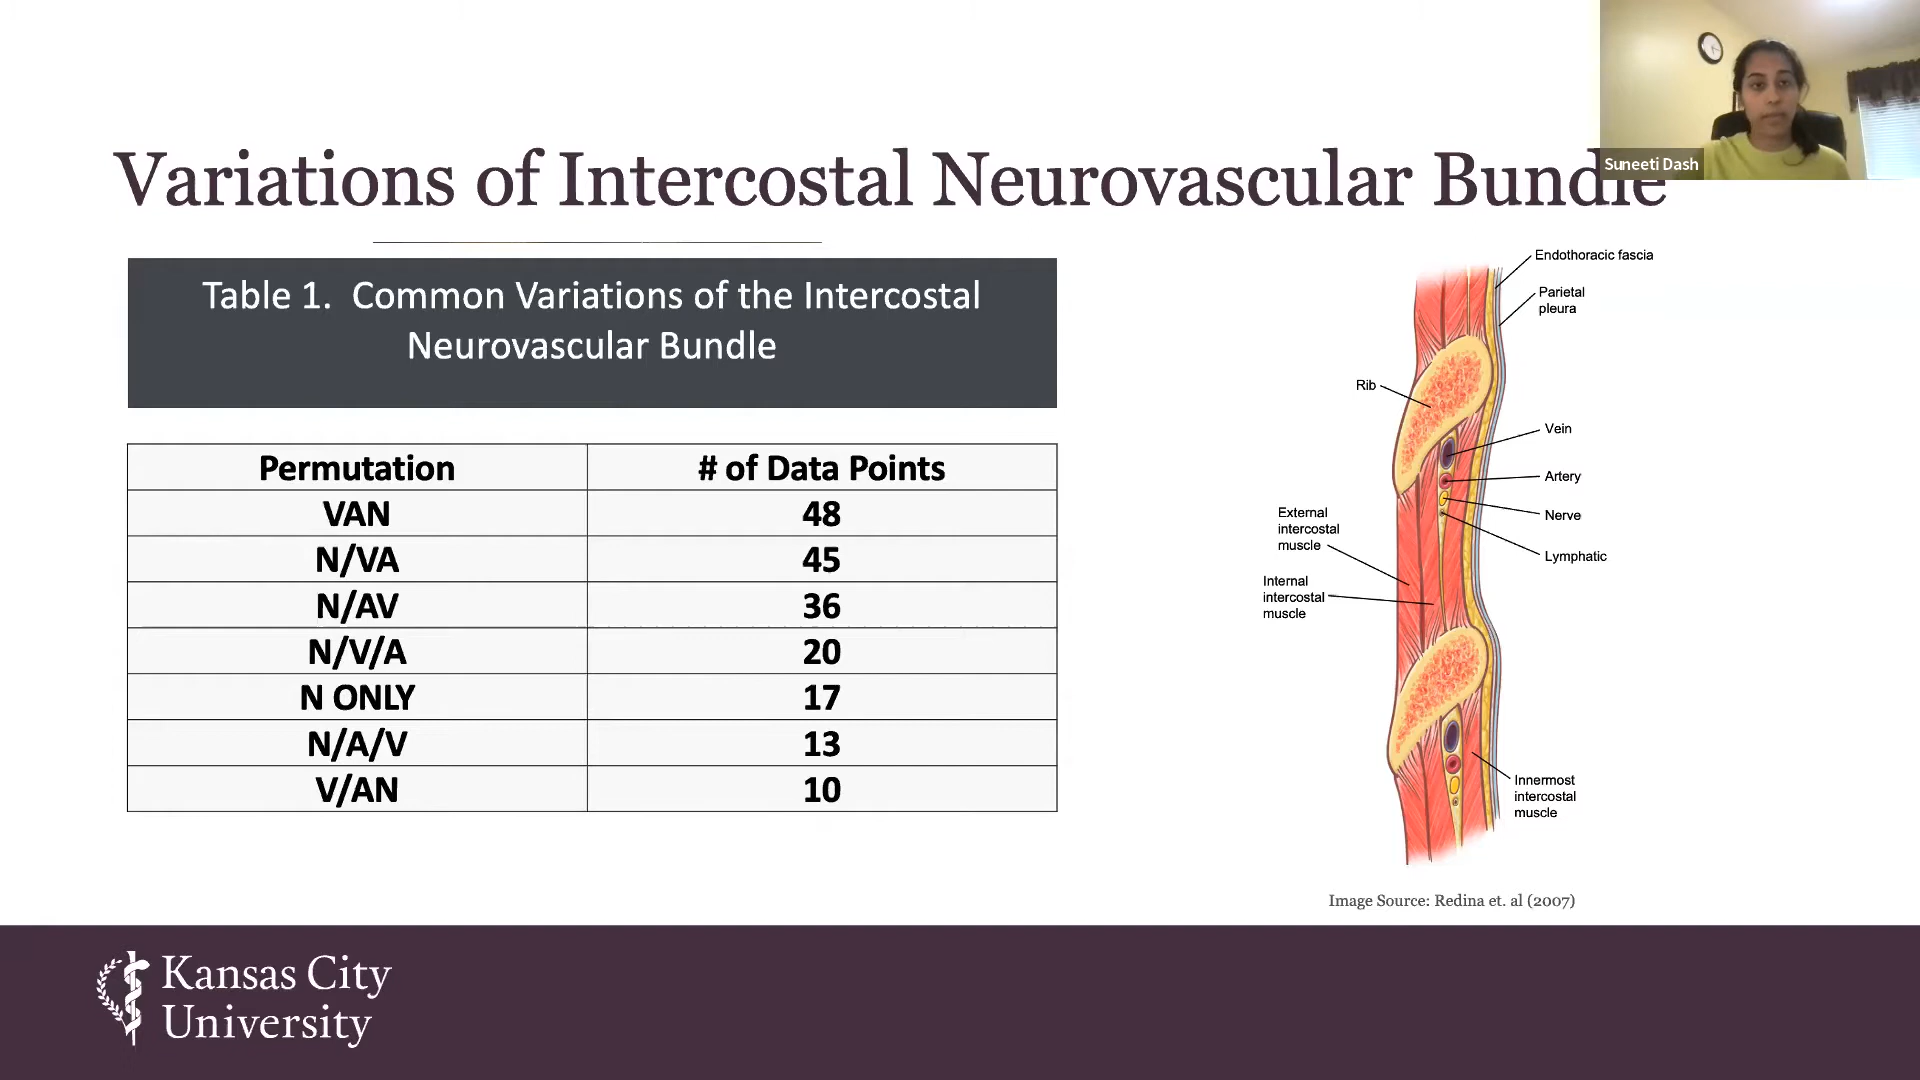 Variations of Intercostal Neurovascular Bundle
Suneeti Dash
Table 1. Common Variations of the Intercostal
Neurovascular Bundle
Permutation # of Data Points
VAN 48
N/VA 45
N/AV 36
N/V/A 20
N ONLY 17
N/A/V 13
V/AN 10
Endothoracic fascia
Parietal
pleura
Rib
Vein
Artery
Nerve
Lymphatic
External
intercostal
muscle
Internal
intercostal
muscle
Innermost
intercostal
muscle
Image Source: Redina et. al (2007)
Kansas City
University